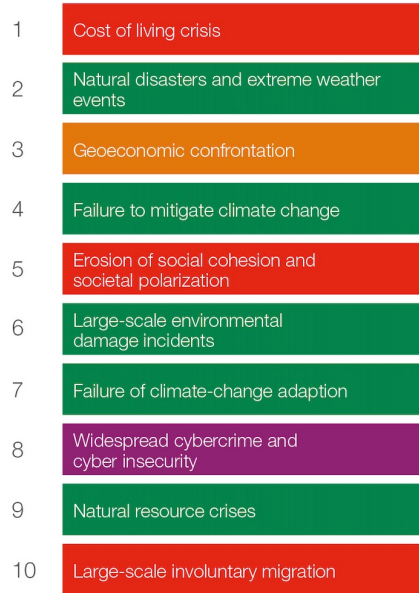 1
Cost of living crisis
2
Natural disasters and extreme weather
events
3
Geoeconomic confrontation
4
Failure to mitigate climate change
5
Erosion of social cohesion and
societal polarization
6
Large-scale environmental
damage incidents
7
Failure of climate-change adaption
8
Widespread cybercrime and
cyber insecurity
9
Natural resource crises
10
Large-scale involuntary migration